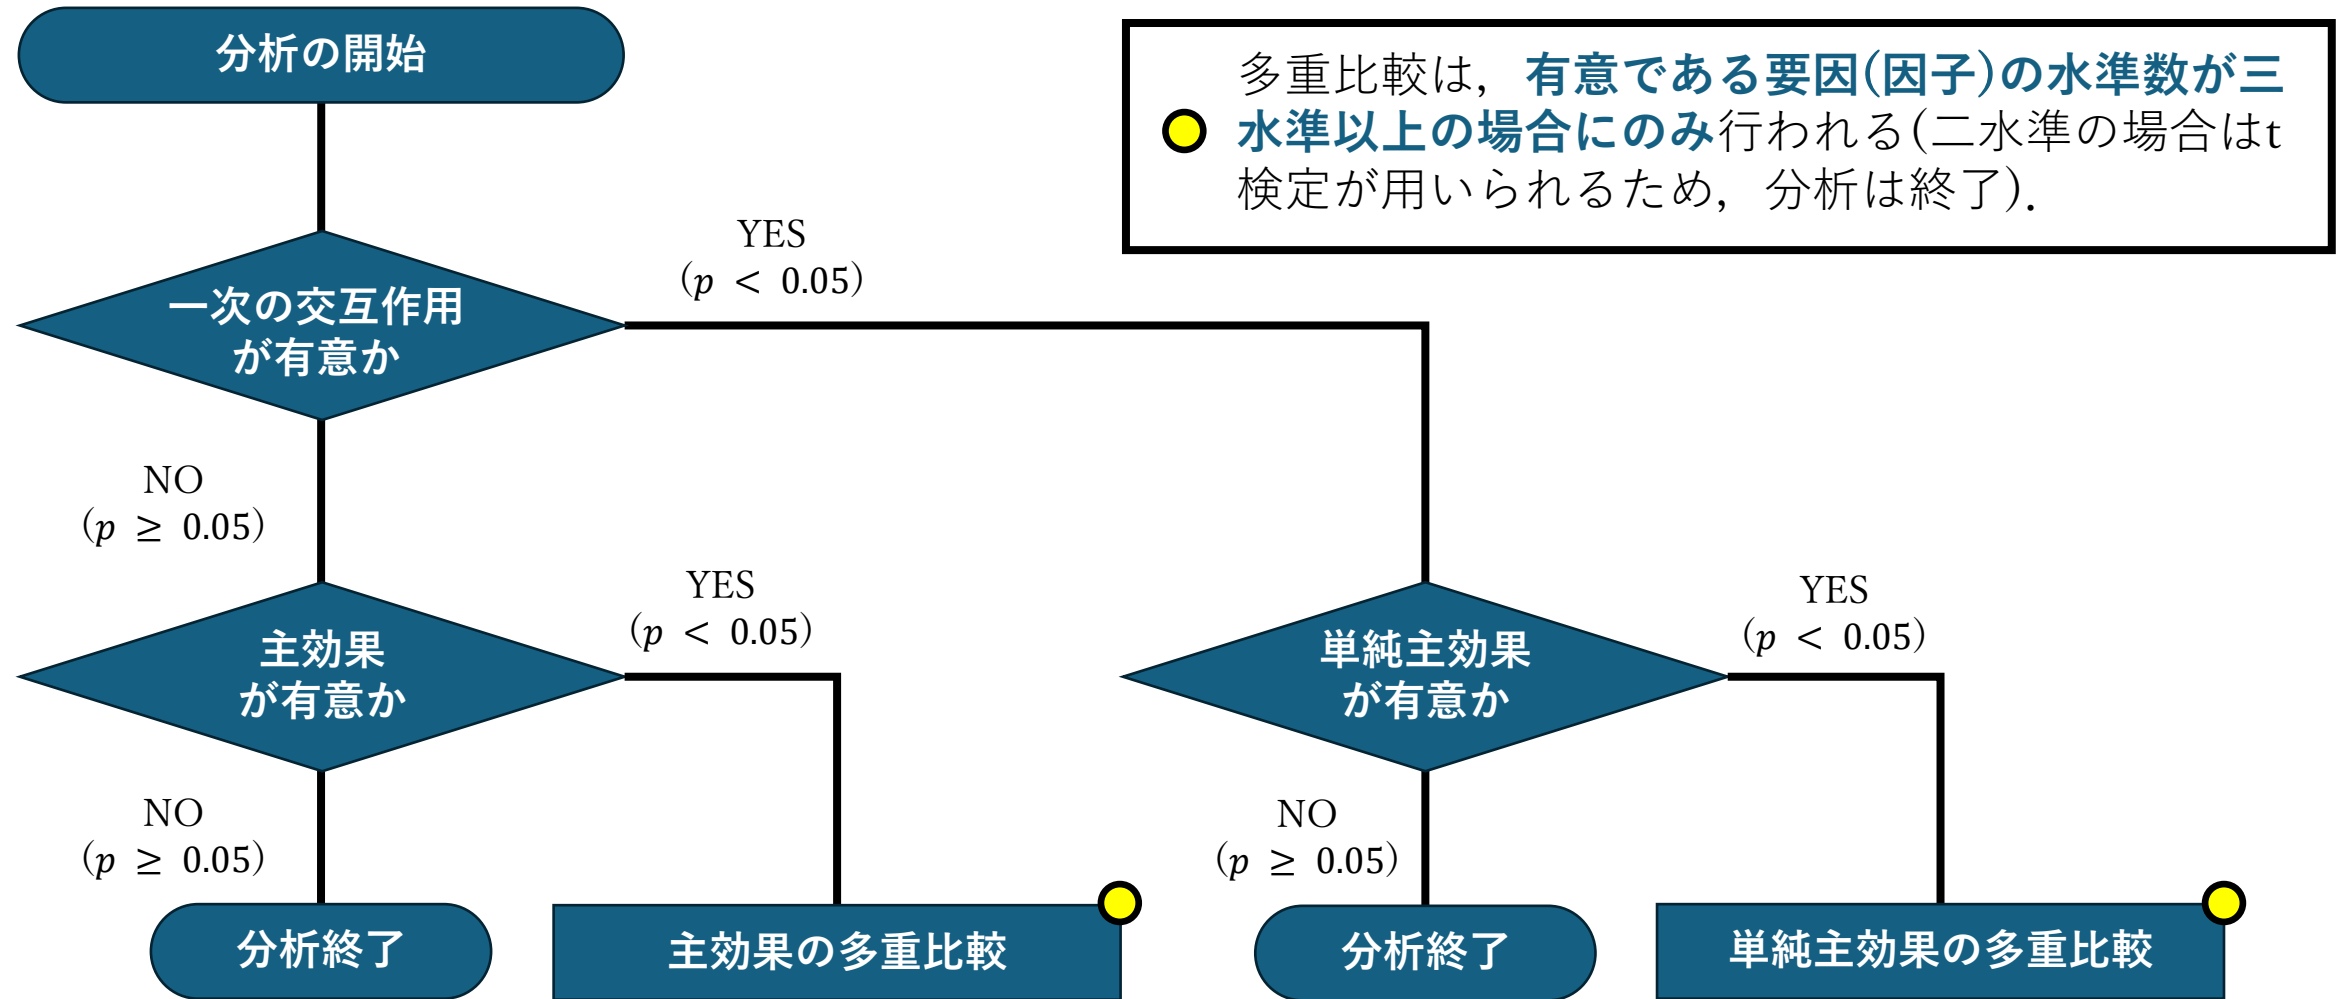 分析の開始
多重比較は，有意である要因(因子)の水準数が三
水準以上の場合にのみ行われる(二水準の場合はt
検定が用いられるため，分析は終了).
YES
(p < 0.05)
一次の交互作用
が有意か
NO
(p ≥ 0.05)
YES
(p < 0.05)
主効果
が有意か
YES
(p < 0.05)
単純主効果
が有意か
NO
(p ≥ 0.05)
NO
(p ≥ 0.05)
分析終了
主効果の多重比較
分析終了
単純主効果の多重比較